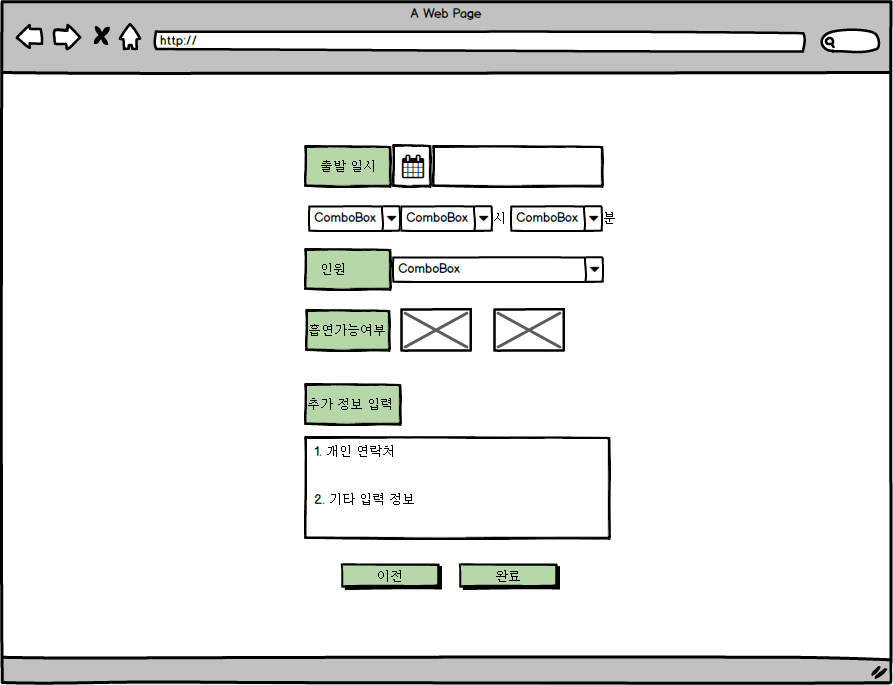 A Web Page
http://
출발 일시
ComboBox ComboBox 시 ComboBox 분
인원 ComboBox
흡연가능여부
추가 정보 입력
1. 개인 연락처
2. 기타 입력 정보
이전 완료